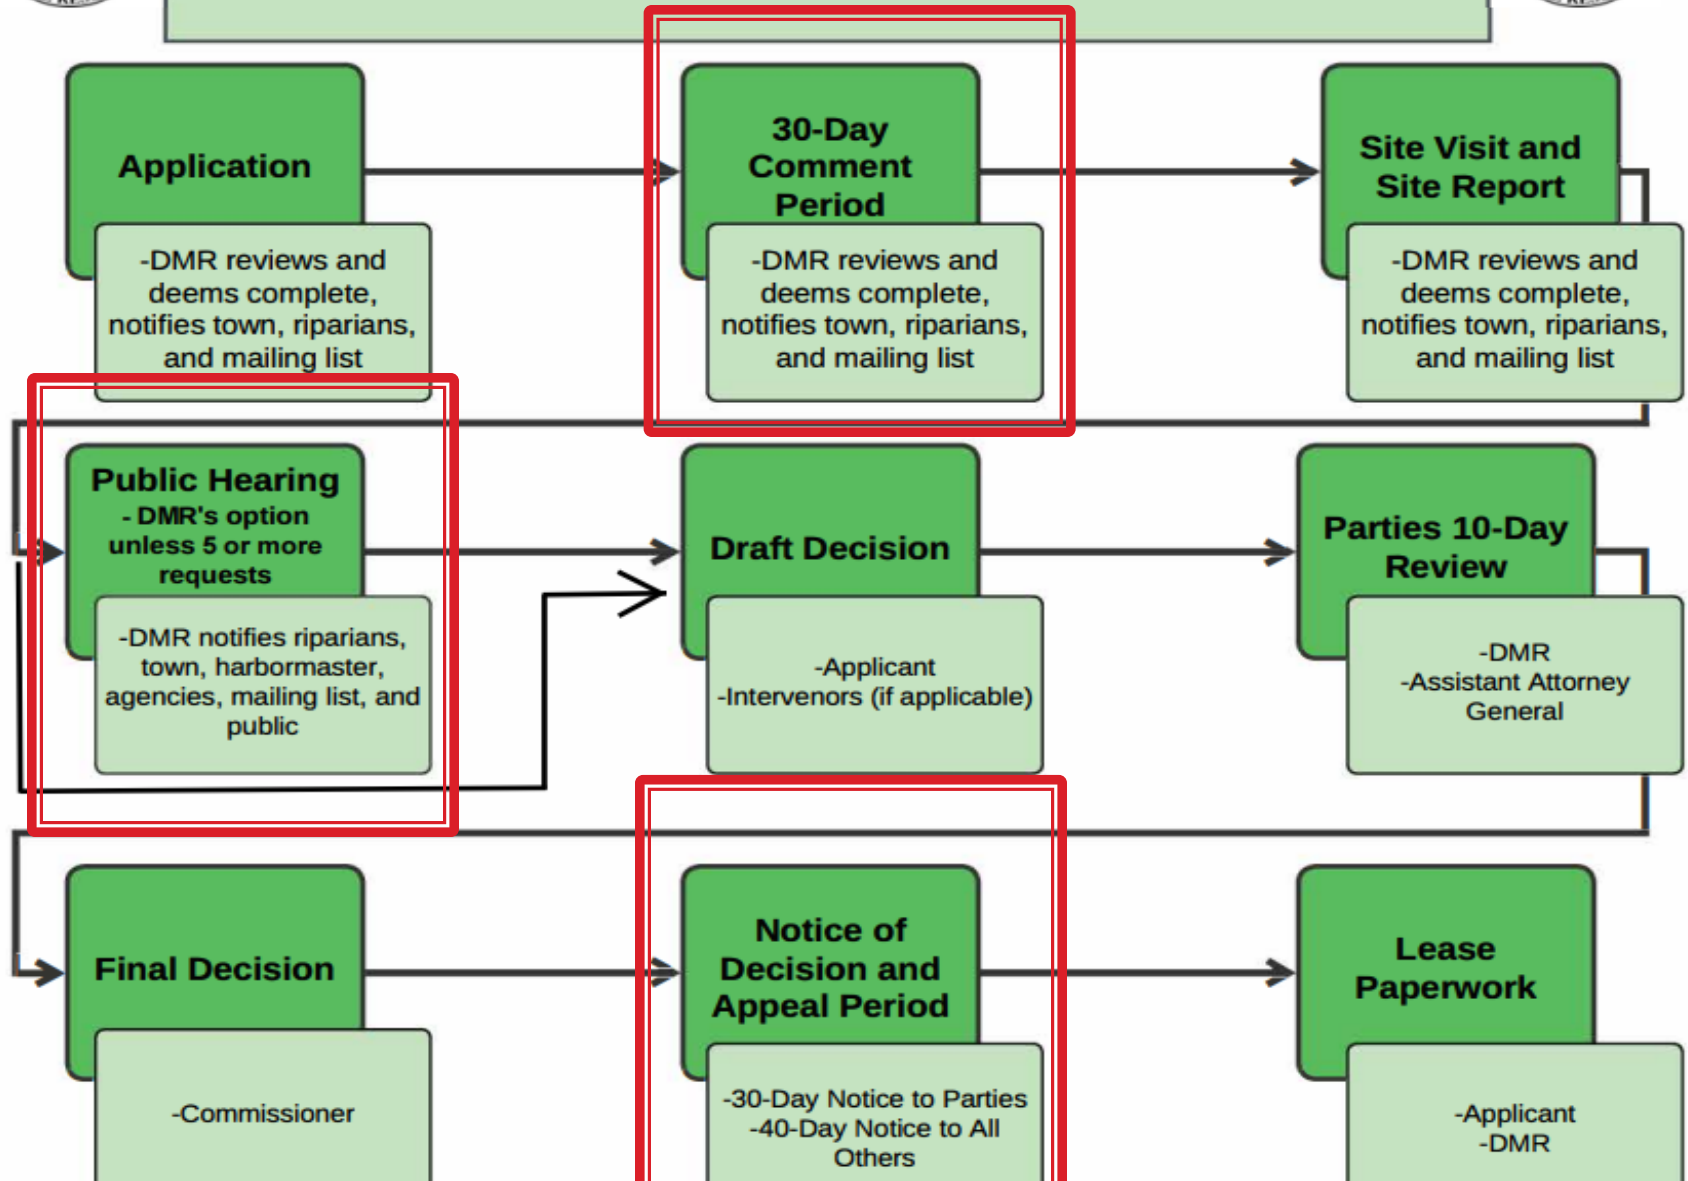 Application
-DMR reviews and
deems complete,
notifies town, riparians,
and mailing list
30-Day
Comment
Period
-DMR reviews and
deems complete,
notifies town, riparians,
and mailing list
Site Visit and
Site Report
-DMR reviews and
deems complete,
notifies town, riparians,
and mailing list
Public Hearing
- DMR's option
unless 5 or more
requests
-DMR notifies riparians,
town, harbormaster,
agencies, mailing list, and
public
Draft Decision
-Applicant
-Intervenors (if applicable)
Parties 10-Day
Review
-DMR
-Assistant Attorney
General
Final Decision
-Commissioner
Notice of
Decision and
Appeal Period
-30-Day Notice to Parties
-40-Day Notice to All
Others
Lease
Paperwork
-Applicant
-DMR